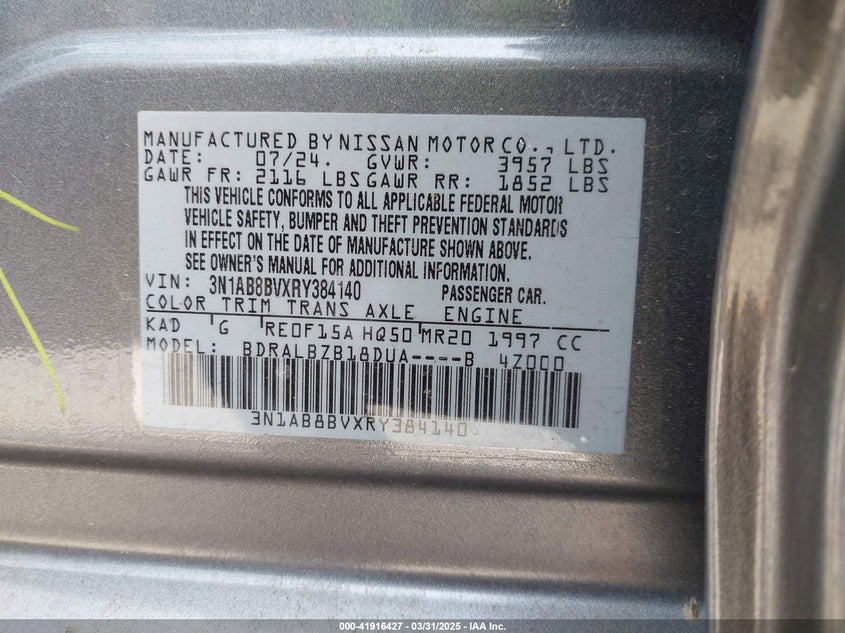 MANUFACTURED BY NISSAN MOTOR CO., LTD.
DATE: 07/24. GVWR: 3957 LBS
GAWR FR: 2116 LBS GAWR RR: 1852 LBS
THIS VEHICLE CONFORMS TO ALL APPLICABLE FEDERAL MOTOR
VEHICLE SAFETY, BUMPER AND THEFT PREVENTION STANDARDS
IN EFFECT ON THE DATE OF MANUFACTURE SHOWN ABOVE.
SEE OWNER'S MANUAL FOR ADDITIONAL INFORMATION.
VIN: 3N1AB8BVXRY384140 PASSENGER CAR.
COLOR TRIM TRANS AXLE ENGINE
KAD G RE0F15A HQ50 MR20 1997 CC
MODEL: BDRALBZB18DUA----B 4Z000
3N1AB8BVXRY384140
000-41916427 - 03/31/2025 - IAA Inc.